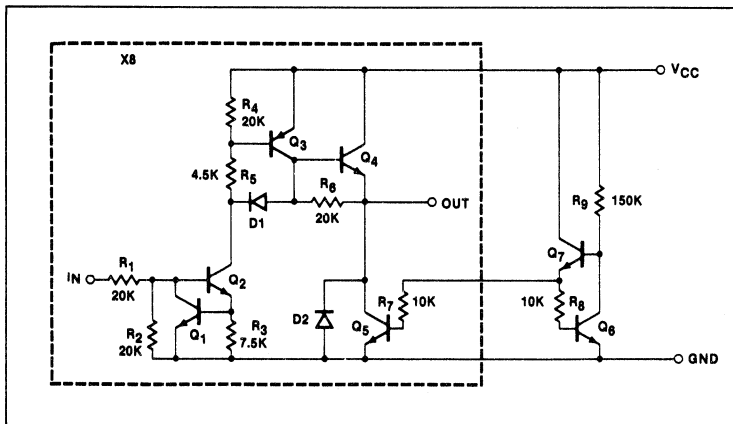 X8
VCC
R4
20K
Q3
Q4
4.5K
R5
R6
20K
D1
OUT
R9
150K
Q7
IN
R1
20K
Q2
R7
10K
10K
R8
R2
20K
Q1
R3
7.5K
D2
Q5
Q6
GND